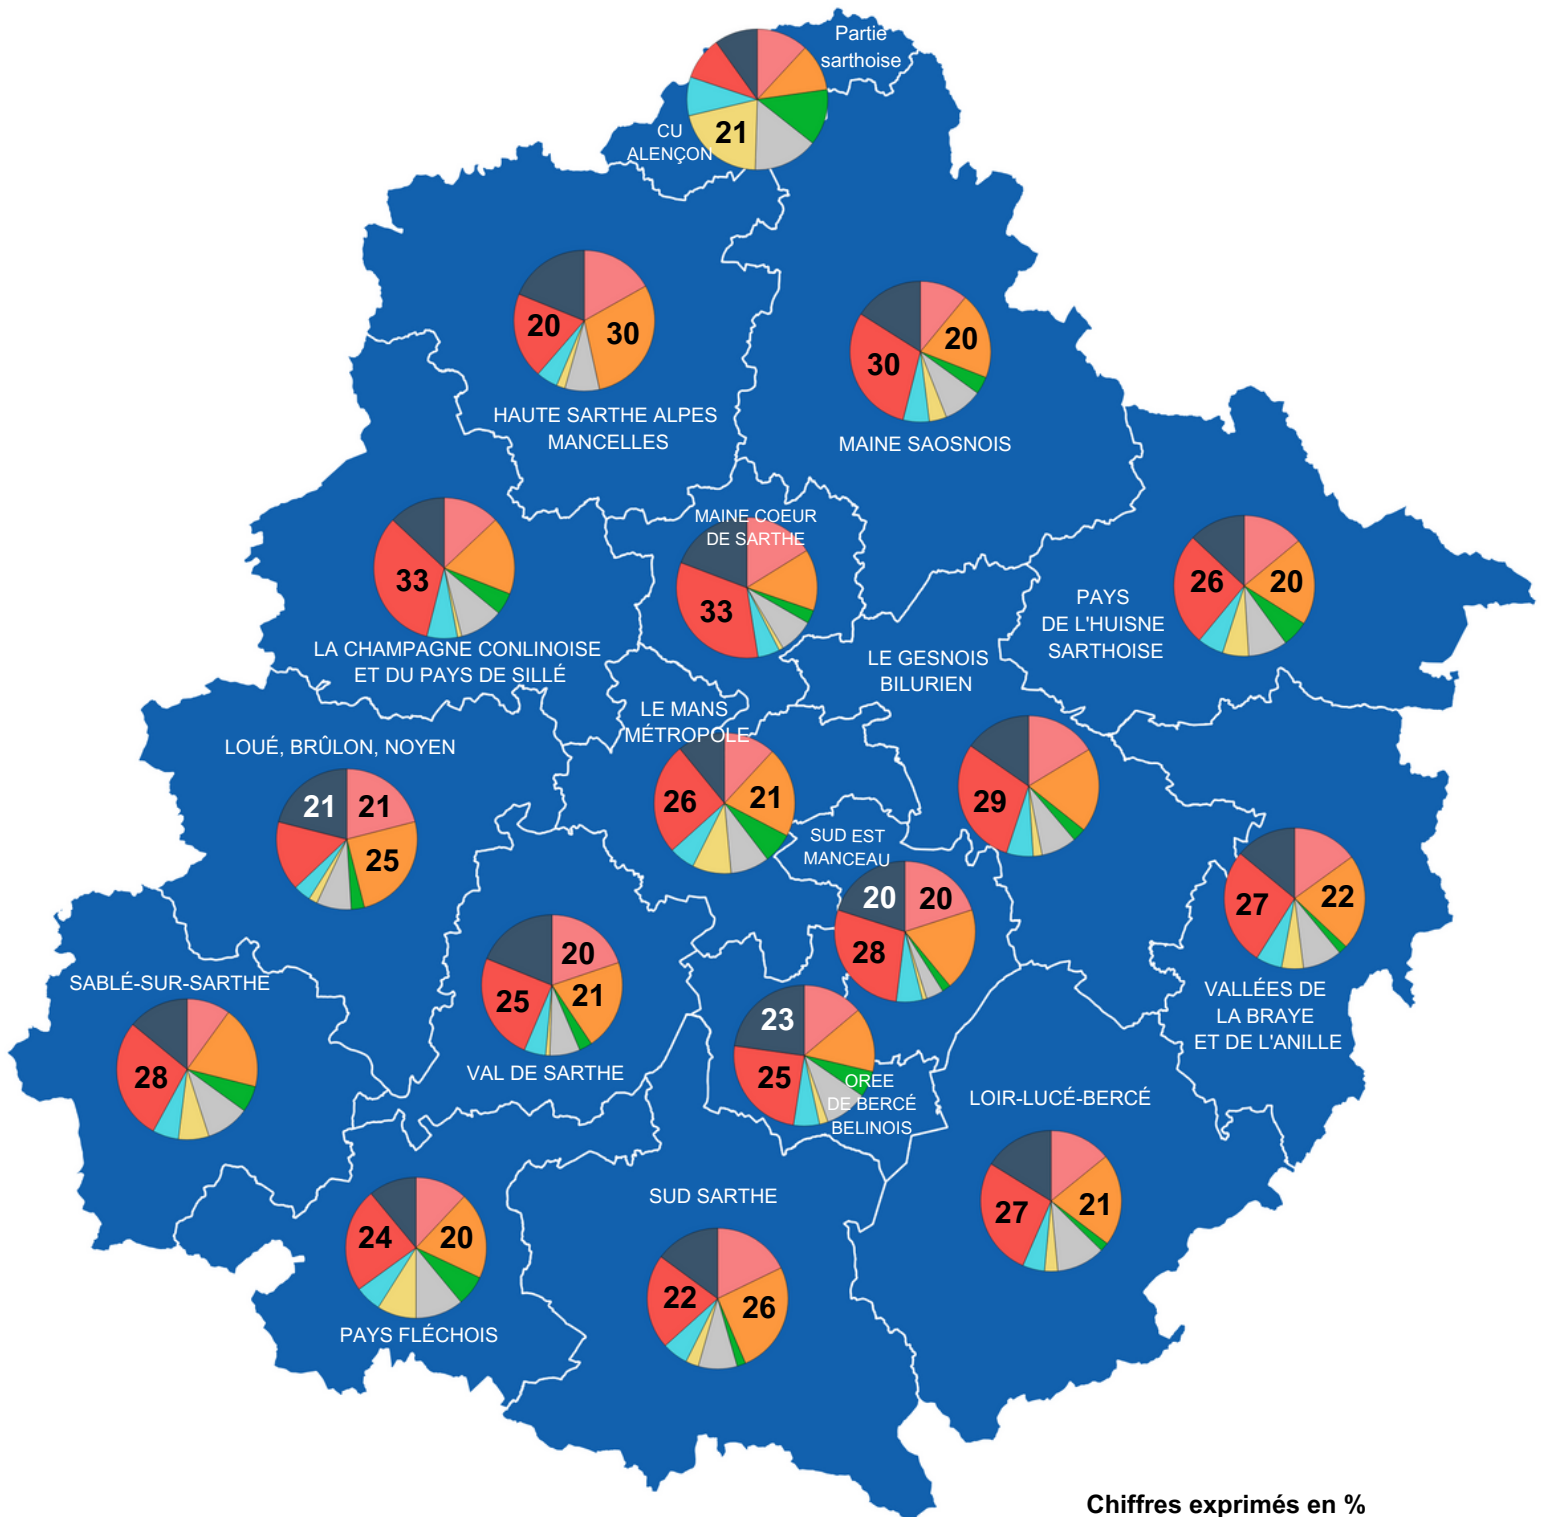 Partie
sarthoise
CU
ALENÇON
21
20
30
HAUTE SARTHE ALPES
MANCELLES
20
30
MAINE SAOSNOIS
MAINE COEUR
DE SARTHE
33
33
LA CHAMPAGNE CONLINOISE
ET DU PAYS DE SILLÉ
26
20
PAYS
DE L'HUISNE
SARTHOISE
LE GESNOIS
BILURIEN
29
LE MANS
MÉTROPOLE
26
21
LOUÉ, BRÛLON, NOYEN
21
21
25
SUD EST
MANCEAU
20
20
28
27
22
VALLÉES DE
LA BRAYE
ET DE L'ANILLE
SABLÉ-SUR-SARTHE
28
20
25
21
VAL DE SARTHE
23
25
OREE
DE BERCÉ
BELINOIS
LOIR-LUCÉ-BERCÉ
27
21
24
20
PAYS FLÉCHOIS
SUD SARTHE
22
26
Chiffres exprimés en %